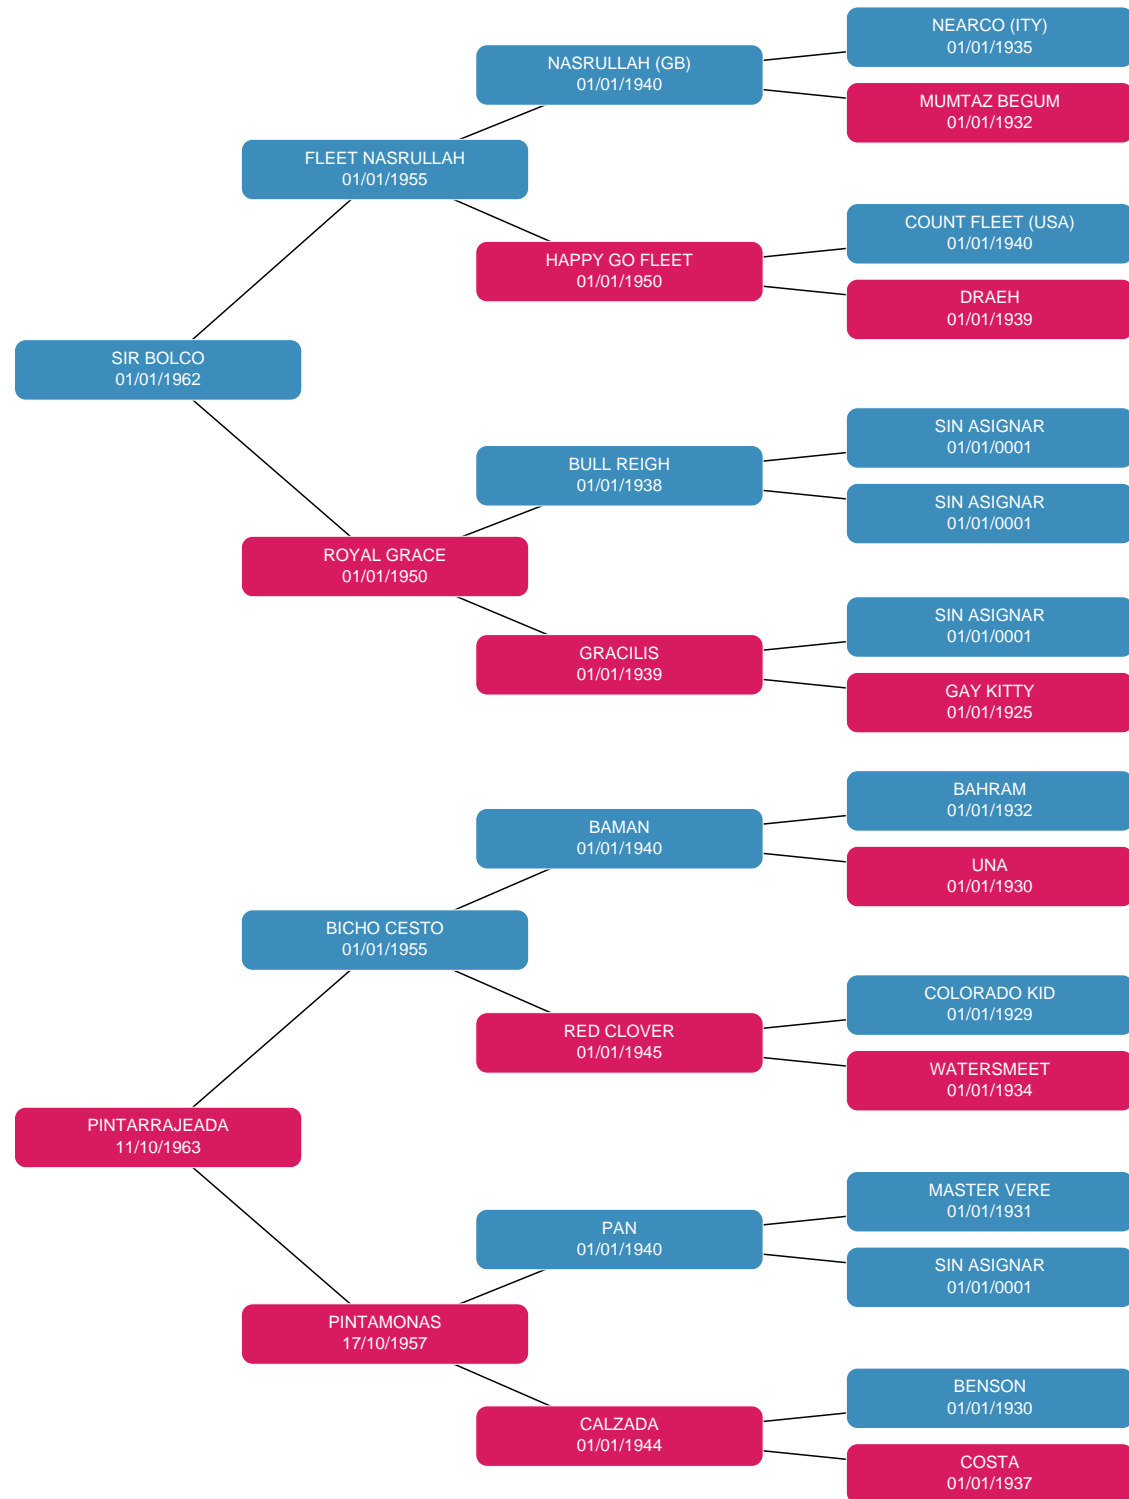 NEARCO (ITY)
01/01/1935
NASRULLAH (GB)
01/01/1940
MUMTAZ BEGUM
01/01/1932
FLEET NASRULLAH
01/01/1955
COUNT FLEET (USA)
01/01/1940
HAPPY GO FLEET
01/01/1950
DRAEH
01/01/1939
SIR BOLCO
01/01/1962
SIN ASIGNAR
01/01/0001
BULL REIGH
01/01/1938
SIN ASIGNAR
01/01/0001
ROYAL GRACE
01/01/1950
SIN ASIGNAR
01/01/0001
GRACILIS
01/01/1939
GAY KITTY
01/01/1925
BAHRAM
01/01/1932
BAMAN
01/01/1940
UNA
01/01/1930
BICHO CESTO
01/01/1955
COLORADO KID
01/01/1929
RED CLOVER
01/01/1945
WATERSMEET
01/01/1934
PINTARRAJEADA
11/10/1963
MASTER VERE
01/01/1931
PAN
01/01/1940
SIN ASIGNAR
01/01/0001
PINTAMONAS
17/10/1957
BENSON
01/01/1930
CALZADA
01/01/1944
COSTA
01/01/1937